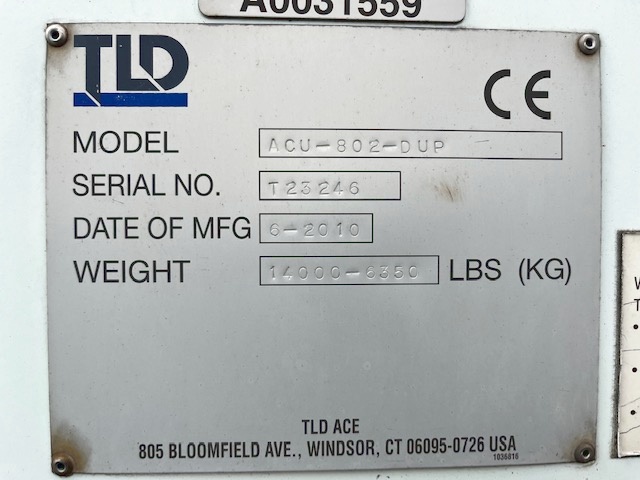 A0031559
TLD
CE
MODEL ACU-802-DUP
SERIAL NO. T23246
DATE OF MFG 6-2010
WEIGHT 14000-6350 LBS (KG)
TLD ACE
805 BLOOMFIELD AVE., WINDSOR, CT 06095-0726 USA
1036816
W
T